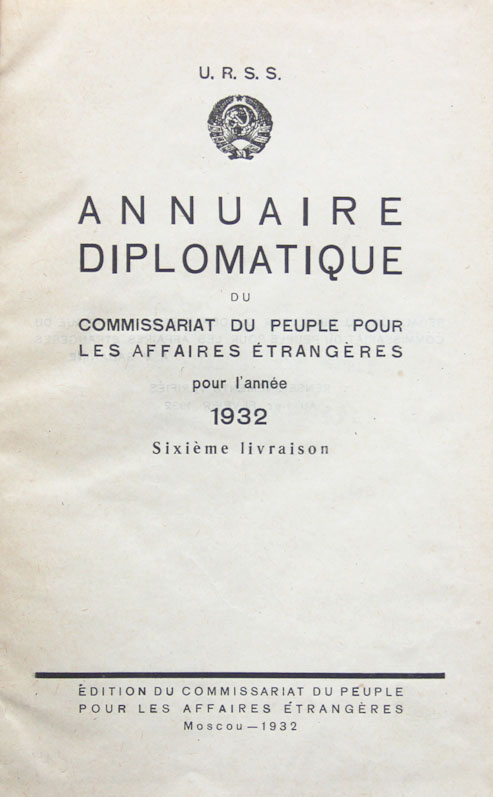 U. R. S. S.
ANNUAIRE
DIPLOMATIQUE
DU
COMMISSARIAT DU PEUPLE POUR
LES AFFAIRES ÉTRANGÈRES
pour l'année
1932
Sixième livraison
ÉDITION DU COMMISSARIAT DU PEUPLE
POUR LES AFFAIRES ÉTRANGÈRES
Moscou — 1932